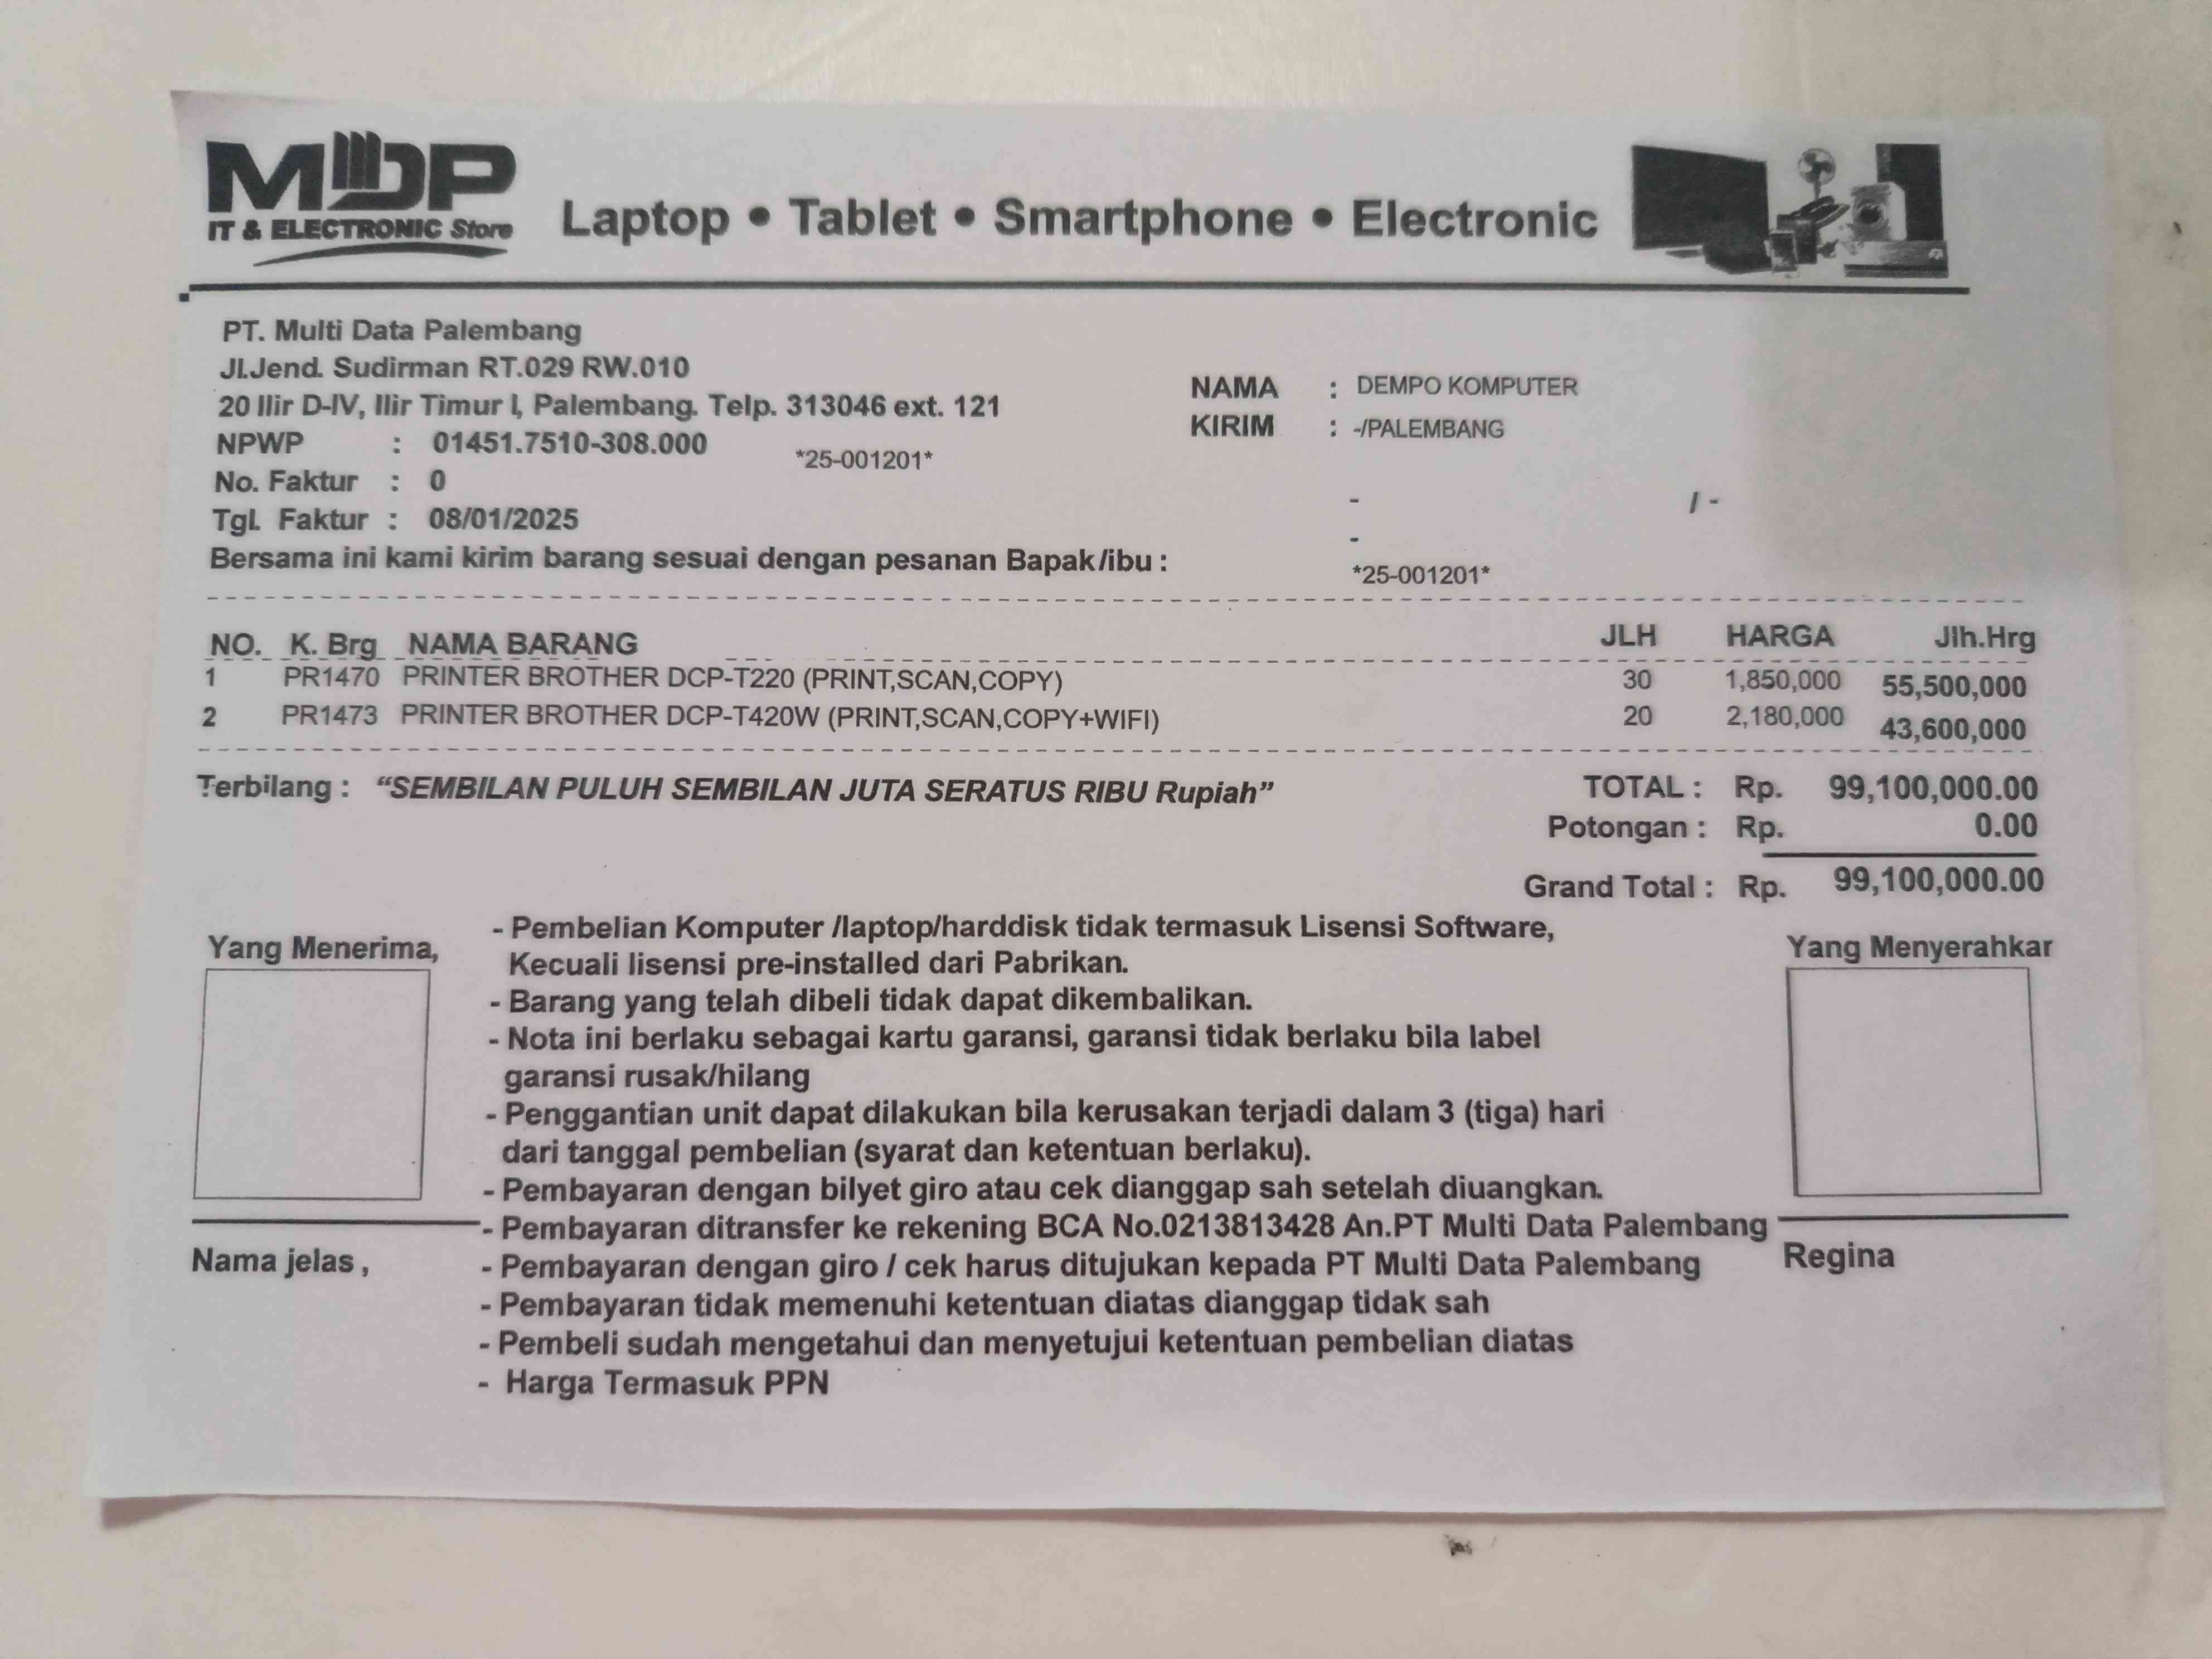 MDP
IT & ELECTRONIC Store
Laptop • Tablet • Smartphone • Electronic
PT. Multi Data Palembang
Jl.Jend. Sudirman RT.029 RW.010
20 Ilir D-IV, Ilir Timur I, Palembang. Telp. 313046 ext. 121
NPWP : 01451.7510-308.000 *25-001201*
No. Faktur : 0
Tgl. Faktur : 08/01/2025
NAMA : DEMPO KOMPUTER
KIRIM : -/PALEMBANG
- / -
-
Bersama ini kami kirim barang sesuai dengan pesanan Bapak/ibu :
*25-001201*
NO. K. Brg NAMA BARANG JLH HARGA Jlh.Hrg
1 PR1470 PRINTER BROTHER DCP-T220 (PRINT,SCAN,COPY) 30 1,850,000 55,500,000
2 PR1473 PRINTER BROTHER DCP-T420W (PRINT,SCAN,COPY+WIFI) 20 2,180,000 43,600,000
Terbilang : “SEMBILAN PULUH SEMBILAN JUTA SERATUS RIBU Rupiah” TOTAL : Rp. 99,100,000.00
Potongan : Rp. 0.00
Grand Total : Rp. 99,100,000.00
Yang Menerima,
Nama jelas ,
- Pembelian Komputer /laptop/harddisk tidak termasuk Lisensi Software,
Kecuali lisensi pre-installed dari Pabrikan.
- Barang yang telah dibeli tidak dapat dikembalikan.
- Nota ini berlaku sebagai kartu garansi, garansi tidak berlaku bila label
garansi rusak/hilang
- Penggantian unit dapat dilakukan bila kerusakan terjadi dalam 3 (tiga) hari
dari tanggal pembelian (syarat dan ketentuan berlaku).
- Pembayaran dengan bilyet giro atau cek dianggap sah setelah diuangkan.
- Pembayaran ditransfer ke rekening BCA No.0213813428 An.PT Multi Data Palembang
- Pembayaran dengan giro / cek harus ditujukan kepada PT Multi Data Palembang
- Pembayaran tidak memenuhi ketentuan diatas dianggap tidak sah
- Pembeli sudah mengetahui dan menyetujui ketentuan pembelian diatas
- Harga Termasuk PPN
Yang Menyerahkar
Regina